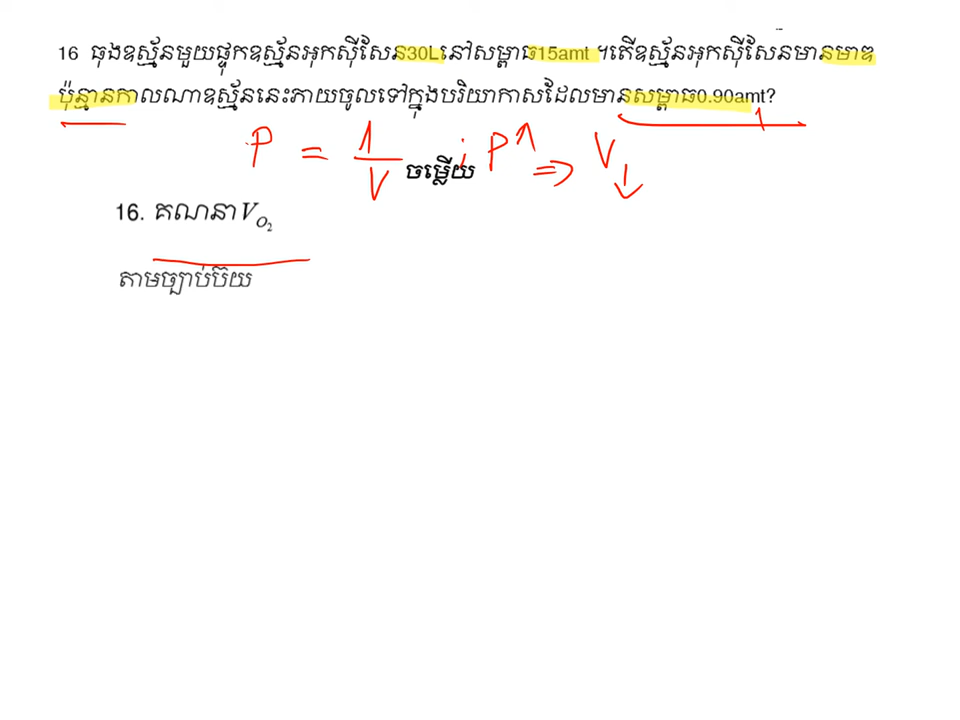 16 ធុងឧស្ម័នមួយផ្ទុកឧស្ម័នអុកស៊ីសែន30Lនៅសម្ពាធ15amt ។តើឧស្ម័នអុកស៊ីសែនមានមាឌ
ប៉ុន្មានកាលណាឧស្ម័ននេះភាយចូលទៅក្នុងបរិយាកាសដែលមានសម្ពាធ0.90amt?
P = 1/V ; P↑ ⇒ V↓
ចម្លើយ
16. គណនា V_{O_2}
តាមច្បាប់ប៊យ